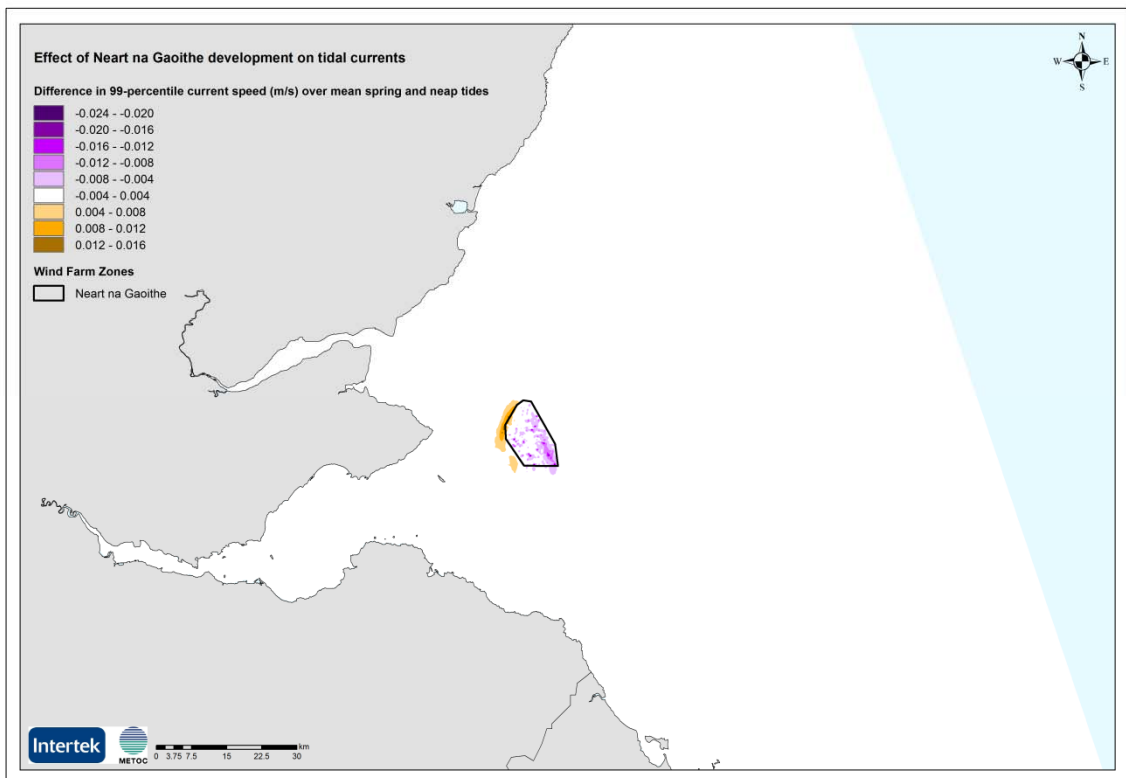 Effect of Neart na Gaoithe development on tidal currents
Difference in 99-percentile current speed (m/s) over mean spring and neap tides
-0.024 - -0.020
-0.020 - -0.016
-0.016 - -0.012
-0.012 - -0.008
-0.008 - -0.004
-0.004 - 0.004
0.004 - 0.008
0.008 - 0.012
0.012 - 0.016
Wind Farm Zones
Neart na Gaoithe
N
W E
S
Intertek
METOC
km
0 3.75 7.5 15 22.5 30